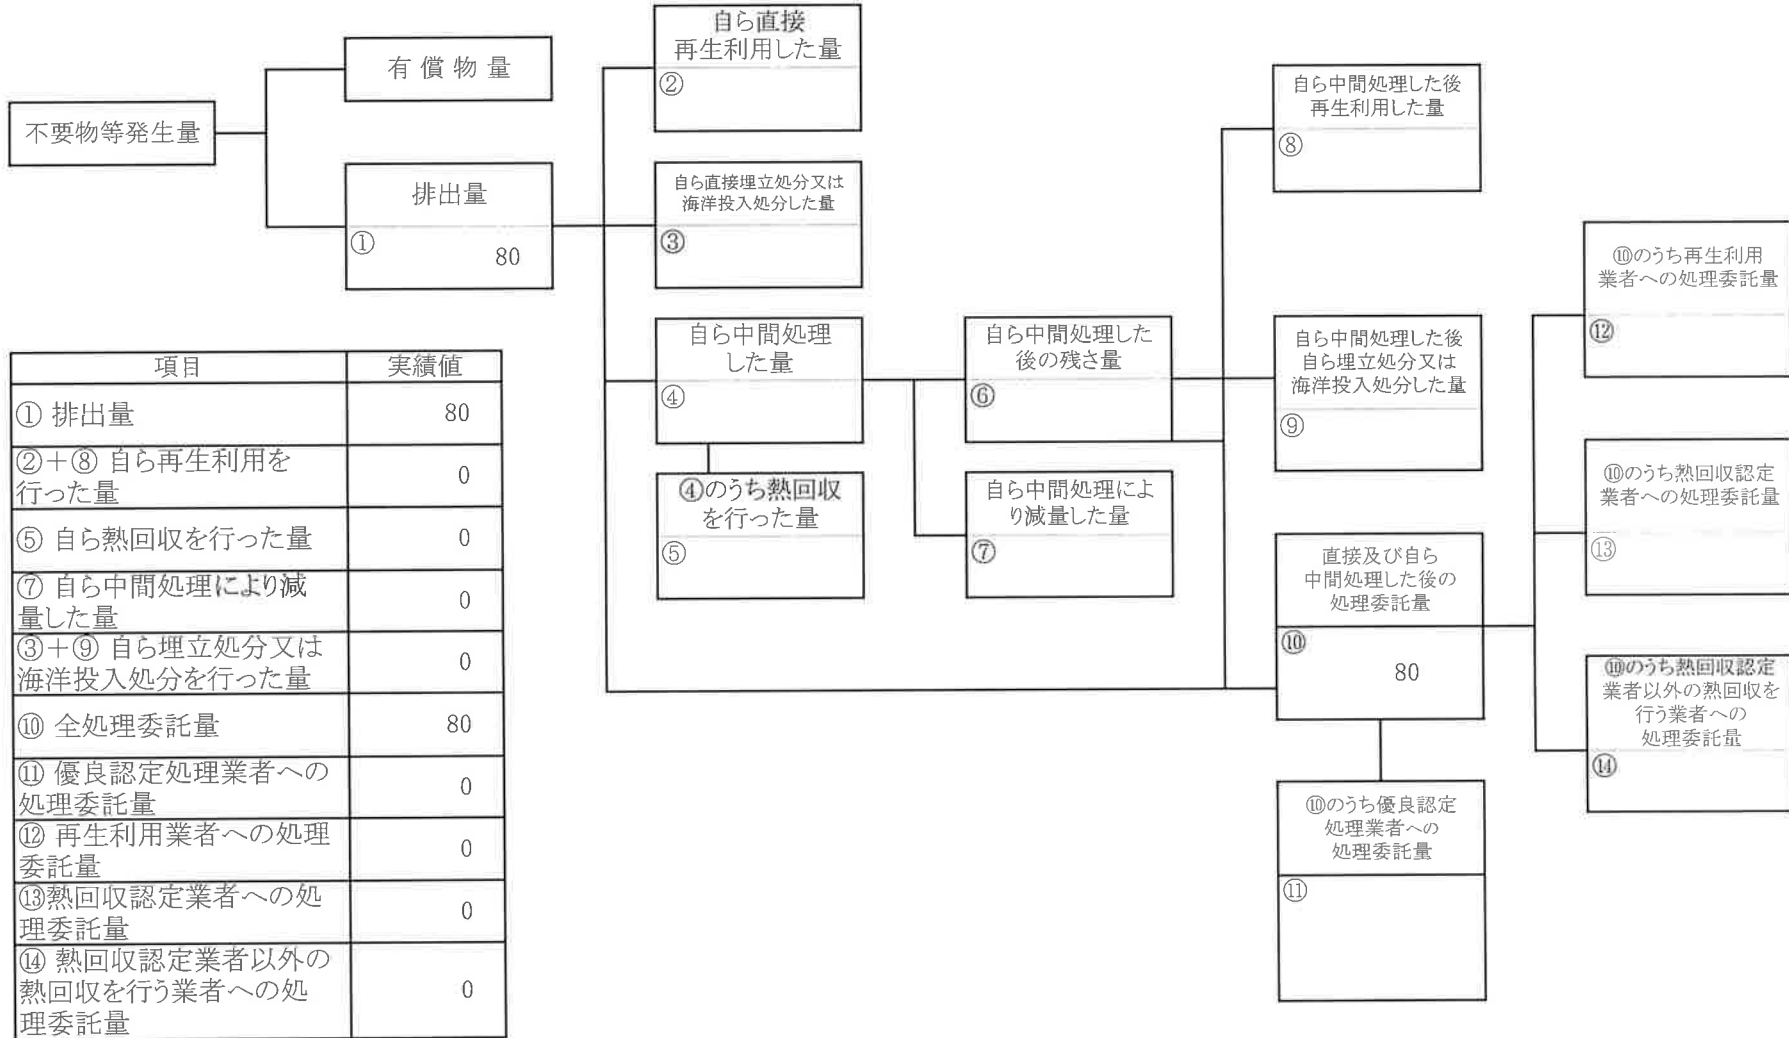 不要物等発生量
有償物量
排出量
①
80
自ら直接
再生利用した量
②
自ら直接埋立処分又は
海洋投入処分した量
③
自ら中間処理
した量
④
④のうち熱回収
を行った量
⑤
自ら中間処理した
後の残さ量
⑥
自ら中間処理によ
り減量した量
⑦
自ら中間処理した後
再生利用した量
⑧
自ら中間処理した後
自ら埋立処分又は
海洋投入処分した量
⑨
直接及び自ら
中間処理した後の
処理委託量
⑩
80
⑩のうち優良認定
処理業者への
処理委託量
⑪
⑩のうち再生利用
業者への処理委託量
⑫
⑩のうち熱回収認定
業者への処理委託量
⑬
⑩のうち熱回収認定
業者以外の熱回収を
行う業者への
処理委託量
⑭
項目 実績値
① 排出量 80
②＋⑧ 自ら再生利用を
行った量 0
⑤ 自ら熱回収を行った量 0
⑦ 自ら中間処理により減
量した量 0
③＋⑨ 自ら埋立処分又は
海洋投入処分を行った量 0
⑩ 全処理委託量 80
⑪ 優良認定処理業者への
処理委託量 0
⑫ 再生利用業者への処理
委託量 0
⑬熱回収認定業者への処
理委託量 0
⑭ 熱回収認定業者以外の
熱回収を行う業者への処
理委託量 0